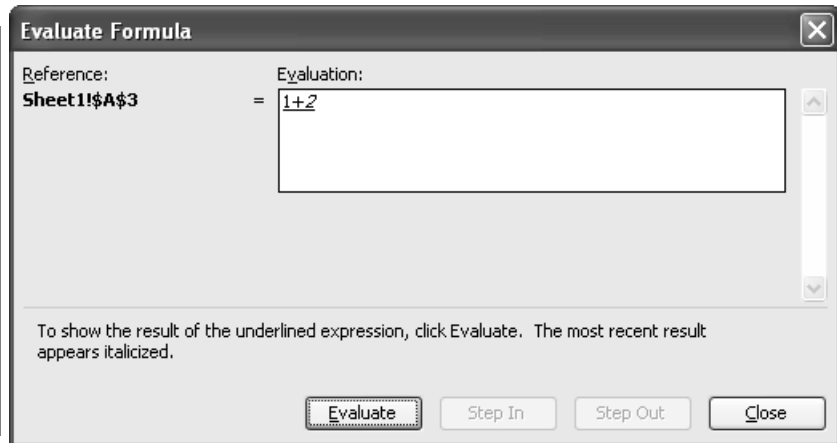 Evaluate Formula
Reference:
Evaluation:
Sheet1!$A$3 = 1+2
To show the result of the underlined expression, click Evaluate. The most recent result
appears italicized.
Evaluate Step In Step Out Close